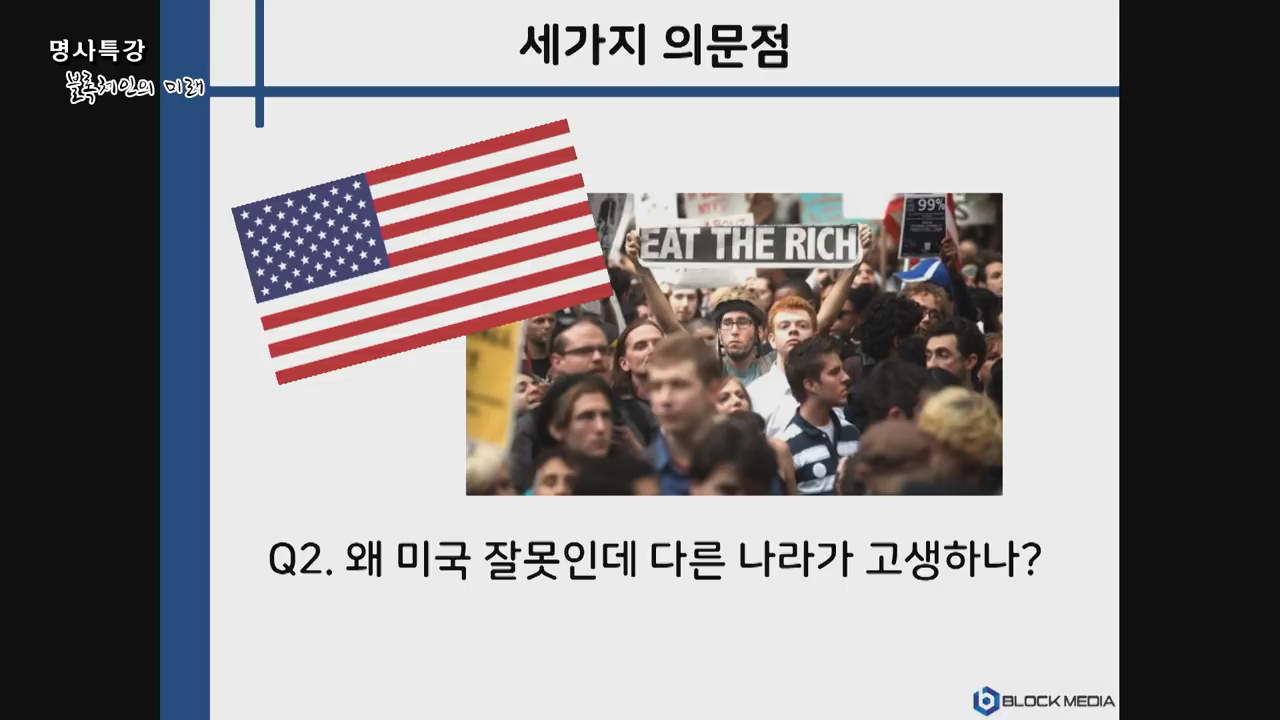 명사특강
블록체인의 미래
세가지 의문점
EAT THE RICH
99%
Q2. 왜 미국 잘못인데 다른 나라가 고생하나?
BLOCK MEDIA